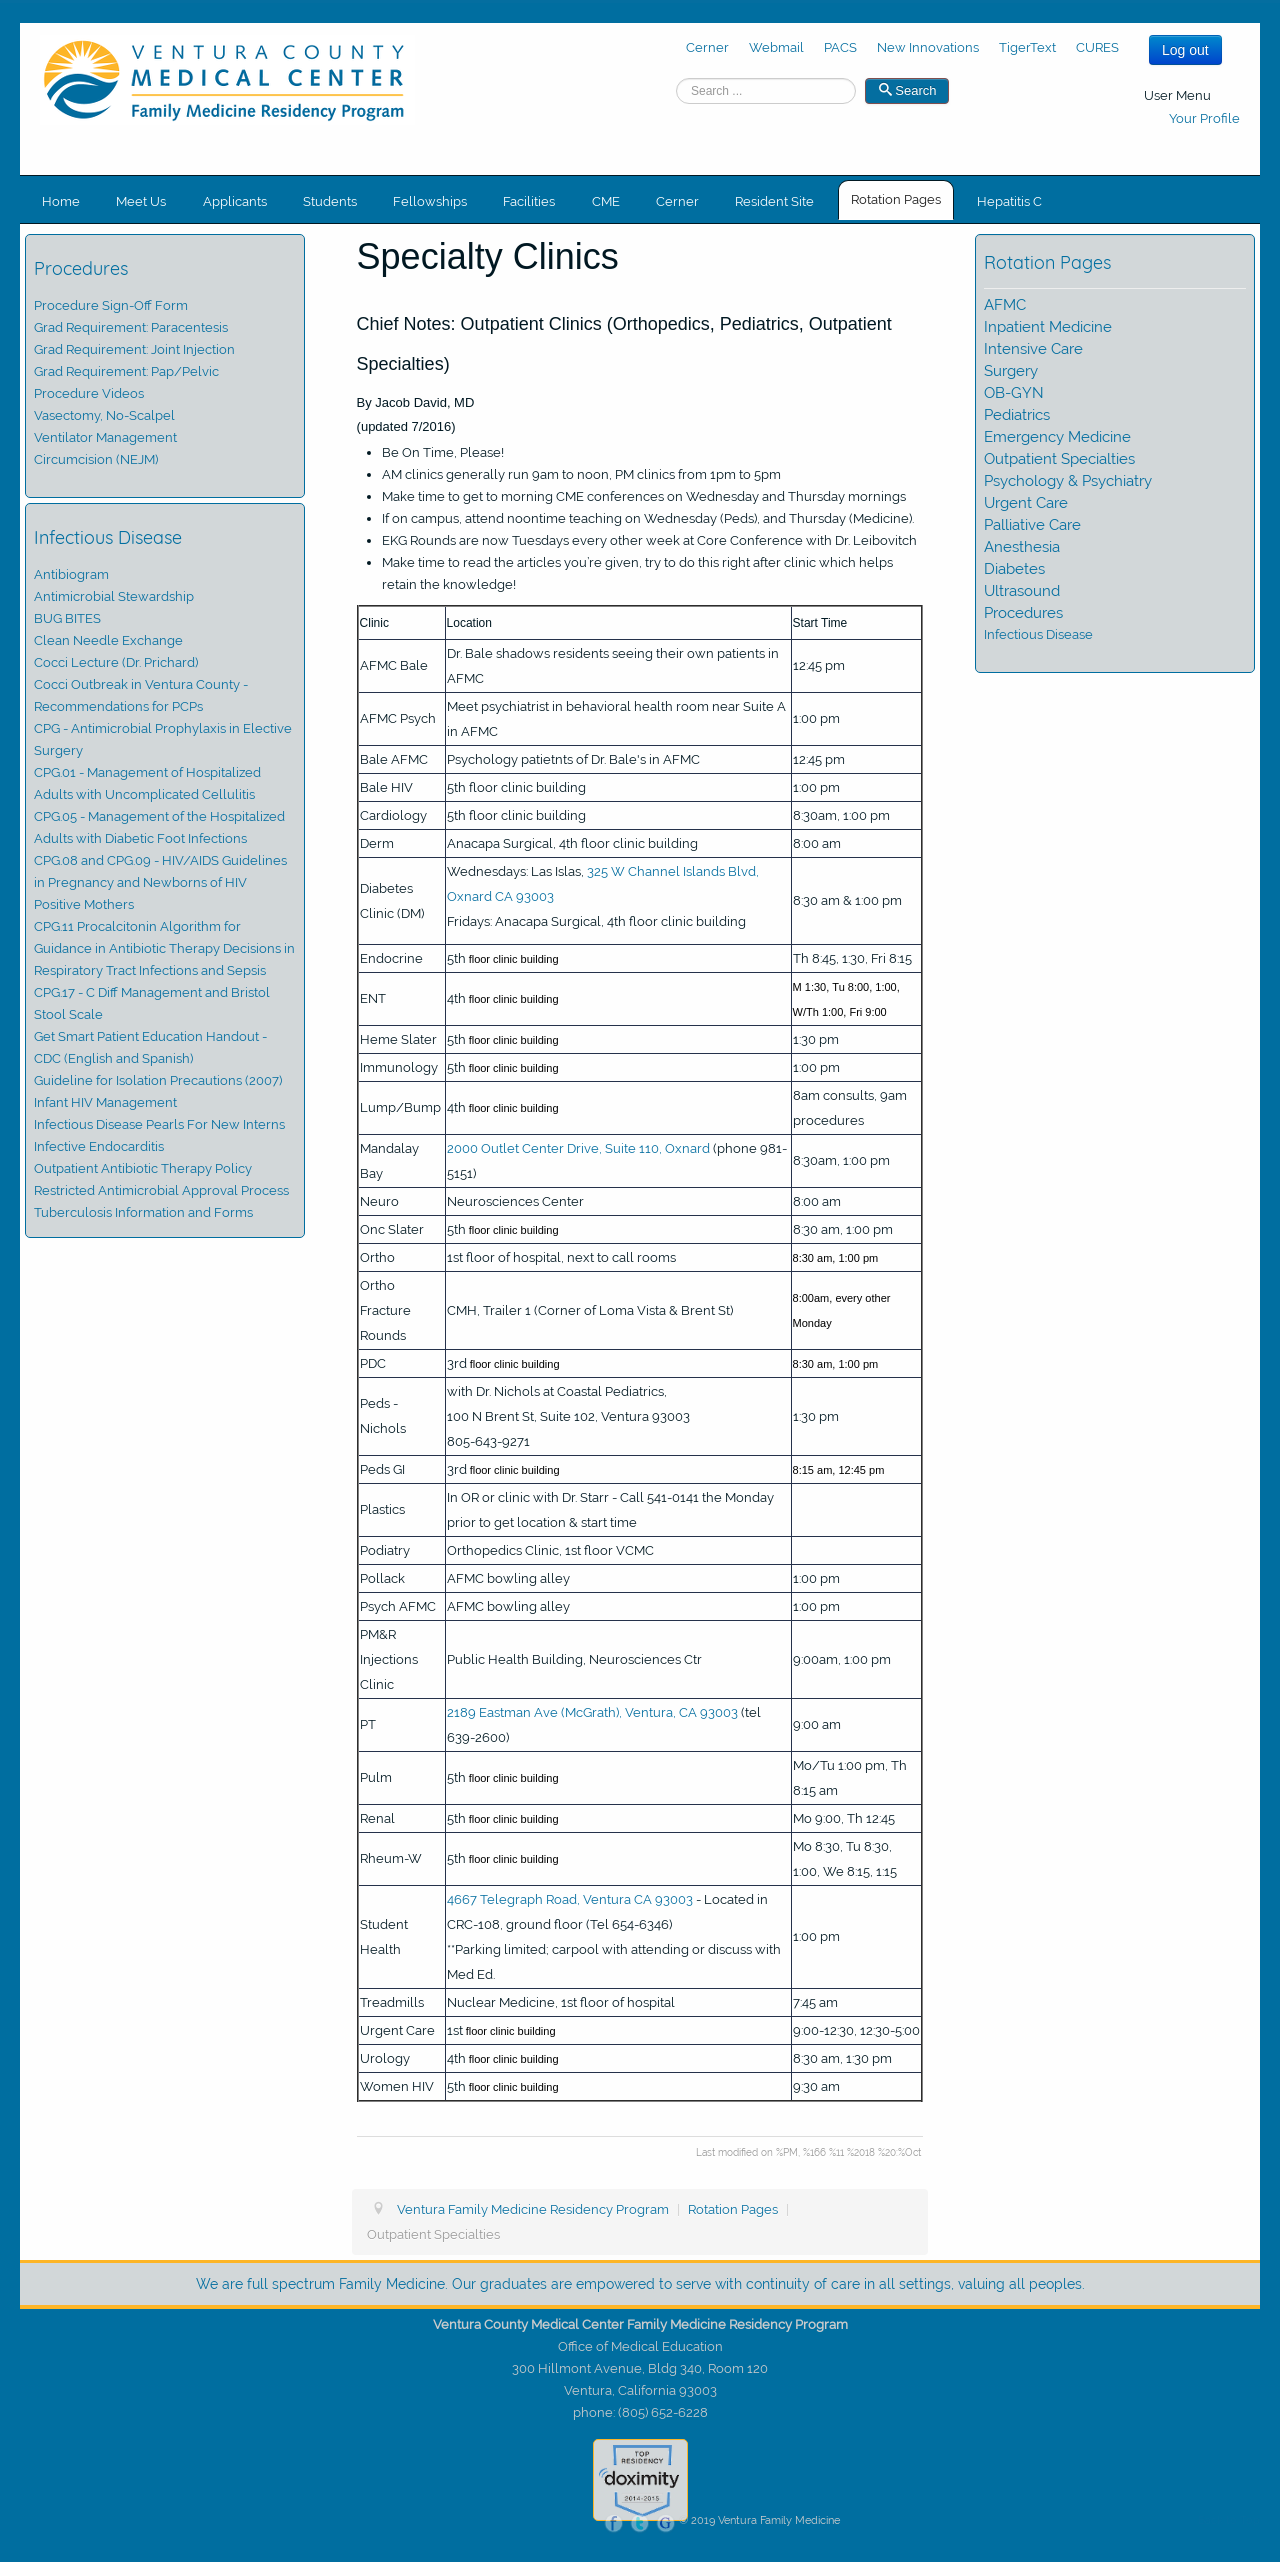 VENTURA COUNTY
MEDICAL CENTER
Family Medicine Residency Program
Cerner Webmail PACS New Innovations TigerText CURES
Log out
Search ...
Search
User Menu
Your Profile
Home Meet Us Applicants Students Fellowships Facilities CME Cerner Resident Site Rotation Pages Hepatitis C
Procedures
Procedure Sign-Off Form
Grad Requirement: Paracentesis
Grad Requirement: Joint Injection
Grad Requirement: Pap/Pelvic
Procedure Videos
Vasectomy, No-Scalpel
Ventilator Management
Circumcision (NEJM)
Infectious Disease
Antibiogram
Antimicrobial Stewardship
BUG BITES
Clean Needle Exchange
Cocci Lecture (Dr. Prichard)
Cocci Outbreak in Ventura County -
Recommendations for PCPs
CPG - Antimicrobial Prophylaxis in Elective
Surgery
CPG.01 - Management of Hospitalized
Adults with Uncomplicated Cellulitis
CPG.05 - Management of the Hospitalized
Adults with Diabetic Foot Infections
CPG.08 and CPG.09 - HIV/AIDS Guidelines
in Pregnancy and Newborns of HIV
Positive Mothers
CPG.11 Procalcitonin Algorithm for
Guidance in Antibiotic Therapy Decisions in
Respiratory Tract Infections and Sepsis
CPG.17 - C Diff Management and Bristol
Stool Scale
Get Smart Patient Education Handout -
CDC (English and Spanish)
Guideline for Isolation Precautions (2007)
Infant HIV Management
Infectious Disease Pearls For New Interns
Infective Endocarditis
Outpatient Antibiotic Therapy Policy
Restricted Antimicrobial Approval Process
Tuberculosis Information and Forms
Specialty Clinics
Chief Notes: Outpatient Clinics (Orthopedics, Pediatrics, Outpatient
Specialties)
By Jacob David, MD
(updated 7/2016)
• Be On Time, Please!
• AM clinics generally run 9am to noon, PM clinics from 1pm to 5pm
• Make time to get to morning CME conferences on Wednesday and Thursday mornings
• If on campus, attend noontime teaching on Wednesday (Peds), and Thursday (Medicine).
• EKG Rounds are now Tuesdays every other week at Core Conference with Dr. Leibovitch
• Make time to read the articles you're given, try to do this right after clinic which helps
retain the knowledge!
Clinic Location Start Time
AFMC Bale Dr. Bale shadows residents seeing their own patients in
AFMC 12:45 pm
AFMC Psych Meet psychiatrist in behavioral health room near Suite A
in AFMC 1:00 pm
Bale AFMC Psychology patietnts of Dr. Bale's in AFMC 12:45 pm
Bale HIV 5th floor clinic building 1:00 pm
Cardiology 5th floor clinic building 8:30am, 1:00 pm
Derm Anacapa Surgical, 4th floor clinic building 8:00 am
Diabetes
Clinic (DM)
Wednesdays: Las Islas, 325 W Channel Islands Blvd,
Oxnard CA 93003
Fridays: Anacapa Surgical, 4th floor clinic building
8:30 am & 1:00 pm
Endocrine 5th floor clinic building Th 8:45, 1:30, Fri 8:15
ENT 4th floor clinic building M 1:30, Tu 8:00, 1:00,
W/Th 1:00, Fri 9:00
Heme Slater 5th floor clinic building 1:30 pm
Immunology 5th floor clinic building 1:00 pm
Lump/Bump 4th floor clinic building 8am consults, 9am
procedures
Mandalay
Bay
2000 Outlet Center Drive, Suite 110, Oxnard (phone 981-
5151)
8:30am, 1:00 pm
Neuro Neurosciences Center 8:00 am
Onc Slater 5th floor clinic building 8:30 am, 1:00 pm
Ortho 1st floor of hospital, next to call rooms 8:30 am, 1:00 pm
Ortho
Fracture
Rounds
CMH, Trailer 1 (Corner of Loma Vista & Brent St)
8:00am, every other
Monday
PDC 3rd floor clinic building 8:30 am, 1:00 pm
Peds -
Nichols
with Dr. Nichols at Coastal Pediatrics,
100 N Brent St, Suite 102, Ventura 93003
805-643-9271
1:30 pm
Peds GI 3rd floor clinic building 8:15 am, 12:45 pm
Plastics In OR or clinic with Dr. Starr - Call 541-0141 the Monday
prior to get location & start time
Podiatry Orthopedics Clinic, 1st floor VCMC
Pollack AFMC bowling alley 1:00 pm
Psych AFMC AFMC bowling alley 1:00 pm
PM&R
Injections
Clinic
Public Health Building, Neurosciences Ctr
9:00am, 1:00 pm
PT 2189 Eastman Ave (McGrath), Ventura, CA 93003 (tel
639-2600) 9:00 am
Pulm 5th floor clinic building Mo/Tu 1:00 pm, Th
8:15 am
Renal 5th floor clinic building Mo 9:00, Th 12:45
Rheum-W 5th floor clinic building Mo 8:30, Tu 8:30,
1:00, We 8:15, 1:15
Student
Health
4667 Telegraph Road, Ventura CA 93003 - Located in
CRC-108, ground floor (Tel 654-6346)
**Parking limited; carpool with attending or discuss with
Med Ed.
1:00 pm
Treadmills Nuclear Medicine, 1st floor of hospital 7:45 am
Urgent Care 1st floor clinic building 9:00-12:30, 12:30-5:00
Urology 4th floor clinic building 8:30 am, 1:30 pm
Women HIV 5th floor clinic building 9:30 am
Last modified on %PM, %166 %11 %2018 %20:%Oct
Ventura Family Medicine Residency Program | Rotation Pages |
Outpatient Specialties
Rotation Pages
AFMC
Inpatient Medicine
Intensive Care
Surgery
OB-GYN
Pediatrics
Emergency Medicine
Outpatient Specialties
Psychology & Psychiatry
Urgent Care
Palliative Care
Anesthesia
Diabetes
Ultrasound
Procedures
Infectious Disease
We are full spectrum Family Medicine. Our graduates are empowered to serve with continuity of care in all settings, valuing all peoples.
Ventura County Medical Center Family Medicine Residency Program
Office of Medical Education
300 Hillmont Avenue, Bldg 340, Room 120
Ventura, California 93003
phone: (805) 652-6228
TOP
RESIDENCY
doximity
2014-2015
f t G © 2019 Ventura Family Medicine